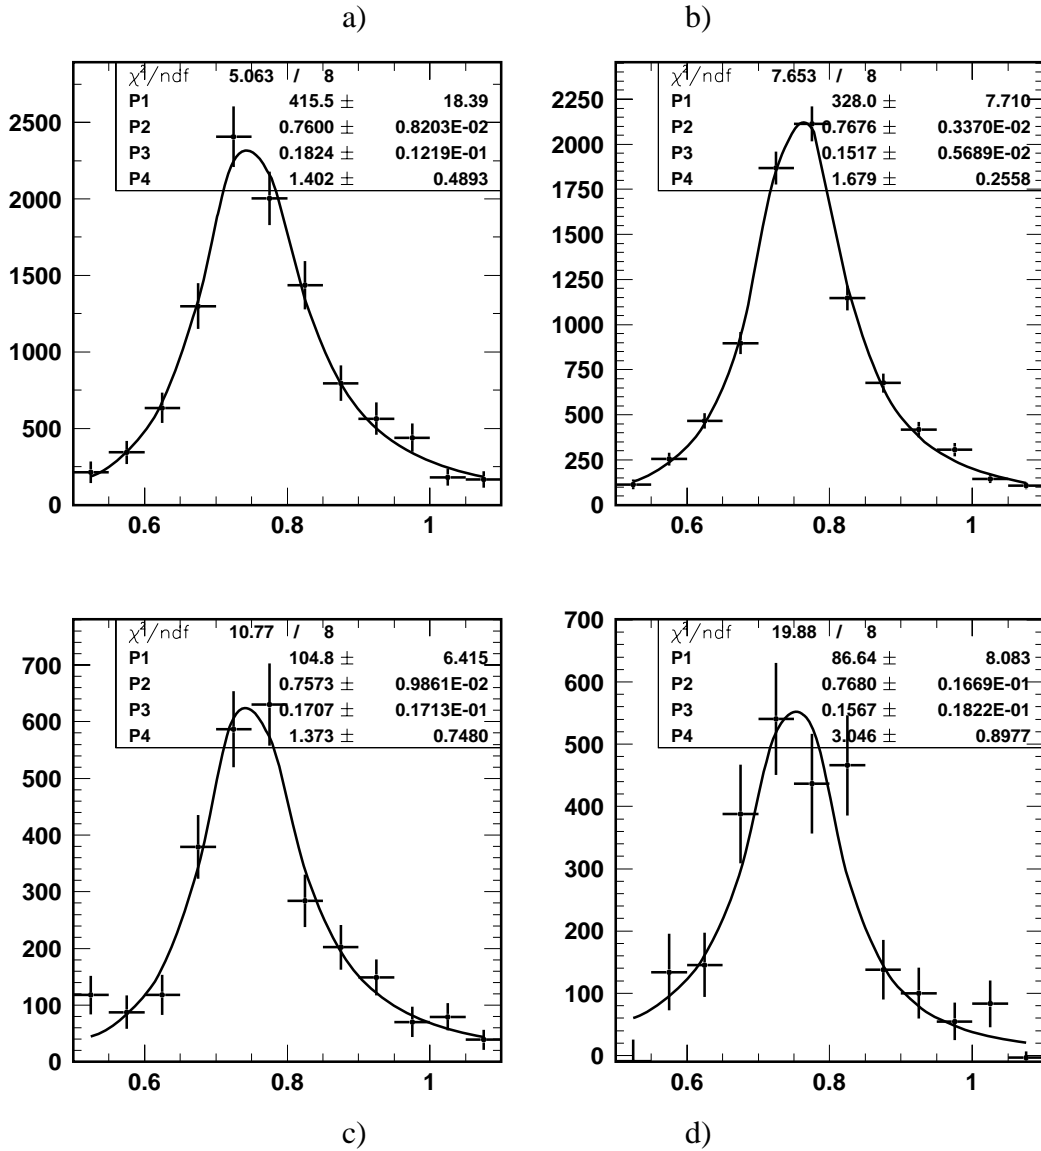 a)
b)
χ²/ndf 5.063 / 8
P1 415.5 ± 18.39
P2 0.7600 ± 0.8203E-02
P3 0.1824 ± 0.1219E-01
P4 1.402 ± 0.4893
2500
2000
1500
1000
500
0
0.6 0.8 1
χ²/ndf 7.653 / 8
P1 328.0 ± 7.710
P2 0.7676 ± 0.3370E-02
P3 0.1517 ± 0.5689E-02
P4 1.679 ± 0.2558
2250
2000
1750
1500
1250
1000
750
500
250
0
0.6 0.8 1
χ²/ndf 10.77 / 8
P1 104.8 ± 6.415
P2 0.7573 ± 0.9861E-02
P3 0.1707 ± 0.1713E-01
P4 1.373 ± 0.7480
700
600
500
400
300
200
100
0
0.6 0.8 1
χ²/ndf 19.88 / 8
P1 86.64 ± 8.083
P2 0.7680 ± 0.1669E-01
P3 0.1567 ± 0.1822E-01
P4 3.046 ± 0.8977
700
600
500
400
300
200
100
0
0.6 0.8 1
c)
d)